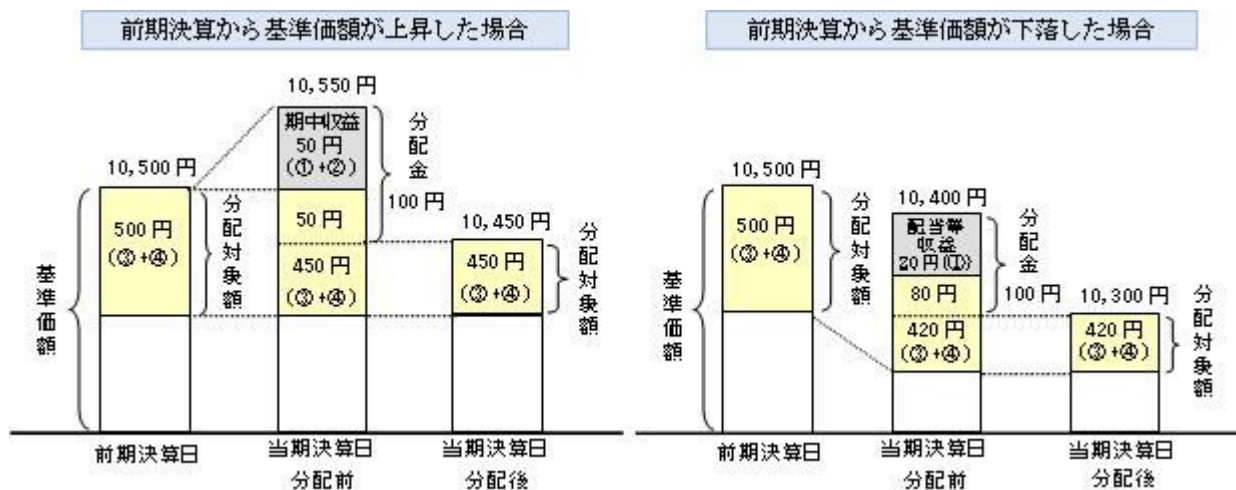 前期決算から基準価額が上昇した場合
10,550 円
期中収益
50 円
(①+②)
分配金
10,500 円
500 円
(③+④)
分配対象額
50 円
100 円
10,450 円
450 円
(③+④)
450 円
(③+④)
分配対象額
基準価額
前期決算日
当期決算日
分配前
当期決算日
分配後
前期決算から基準価額が下落した場合
10,500 円
500 円
(③+④)
分配対象額
10,400 円
配当等
収益
20 円(①)
分配金
80 円
100 円
10,300 円
420 円
(③+④)
420 円
(③+④)
分配対象額
基準価額
前期決算日
当期決算日
分配前
当期決算日
分配後